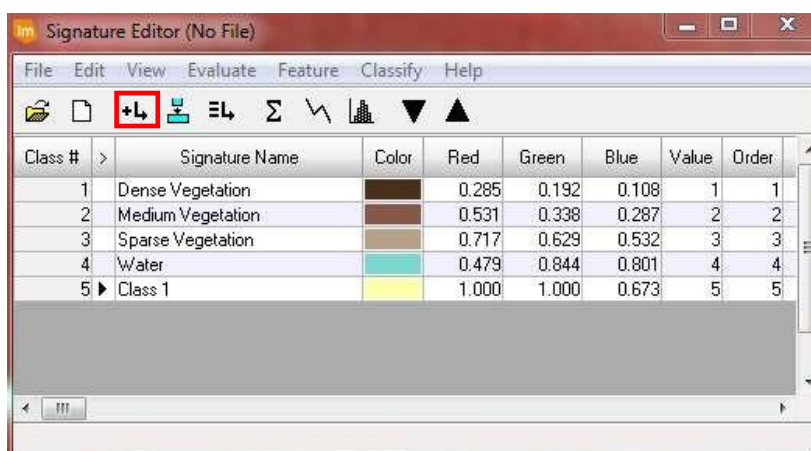 Im Signature Editor (No File)
File Edit View Evaluate Feature Classify Help
Σ
Class # > Signature Name Color Red Green Blue Value Order
1 Dense Vegetation 0.285 0.192 0.108 1 1
2 Medium Vegetation 0.531 0.338 0.287 2 2
3 Sparse Vegetation 0.717 0.629 0.532 3 3
4 Water 0.479 0.844 0.801 4 4
5 Class 1 1.000 1.000 0.673 5 5